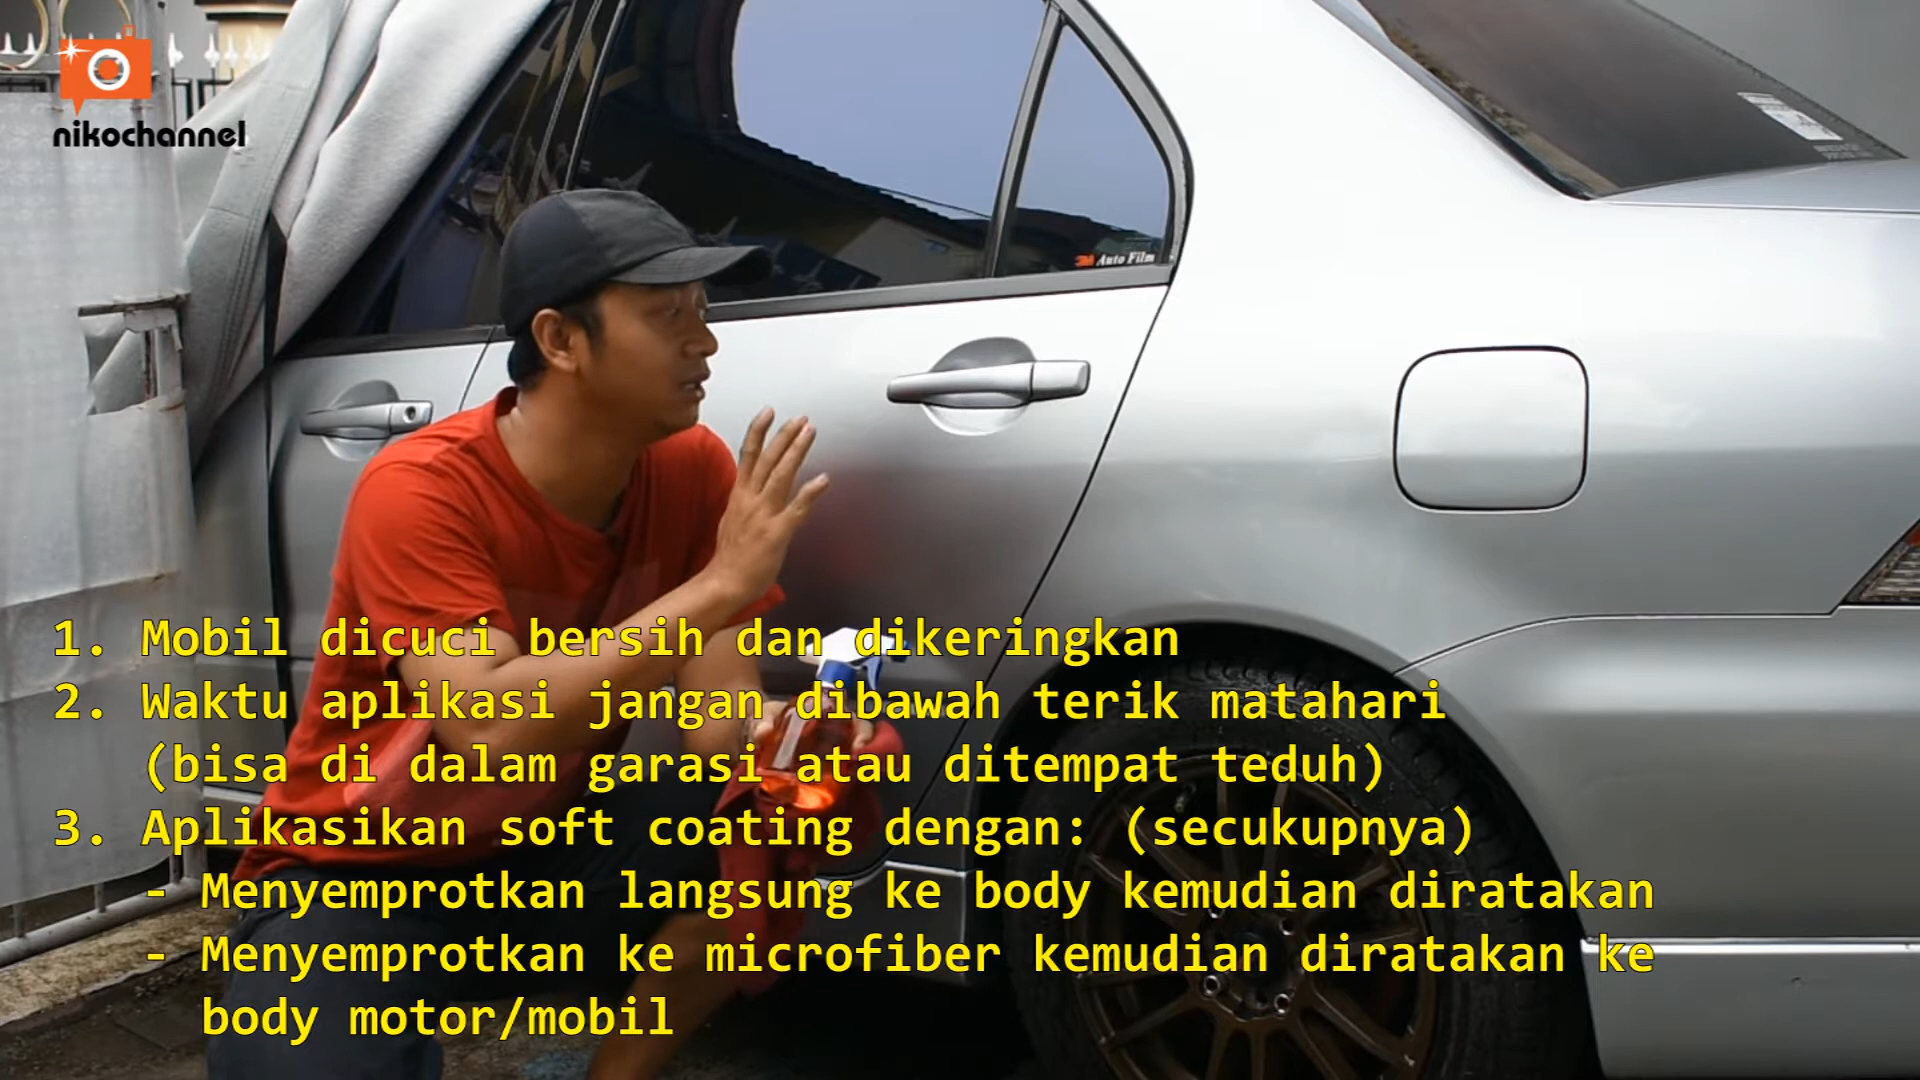 nikochannel
3M Auto Film
1. Mobil dicuci bersih dan dikeringkan
2. Waktu aplikasi jangan dibawah terik matahari
(bisa di dalam garasi atau ditempat teduh)
3. Aplikasikan soft coating dengan: (secukupnya)
- Menyemprotkan langsung ke body kemudian diratakan
- Menyemprotkan ke microfiber kemudian diratakan ke
body motor/mobil